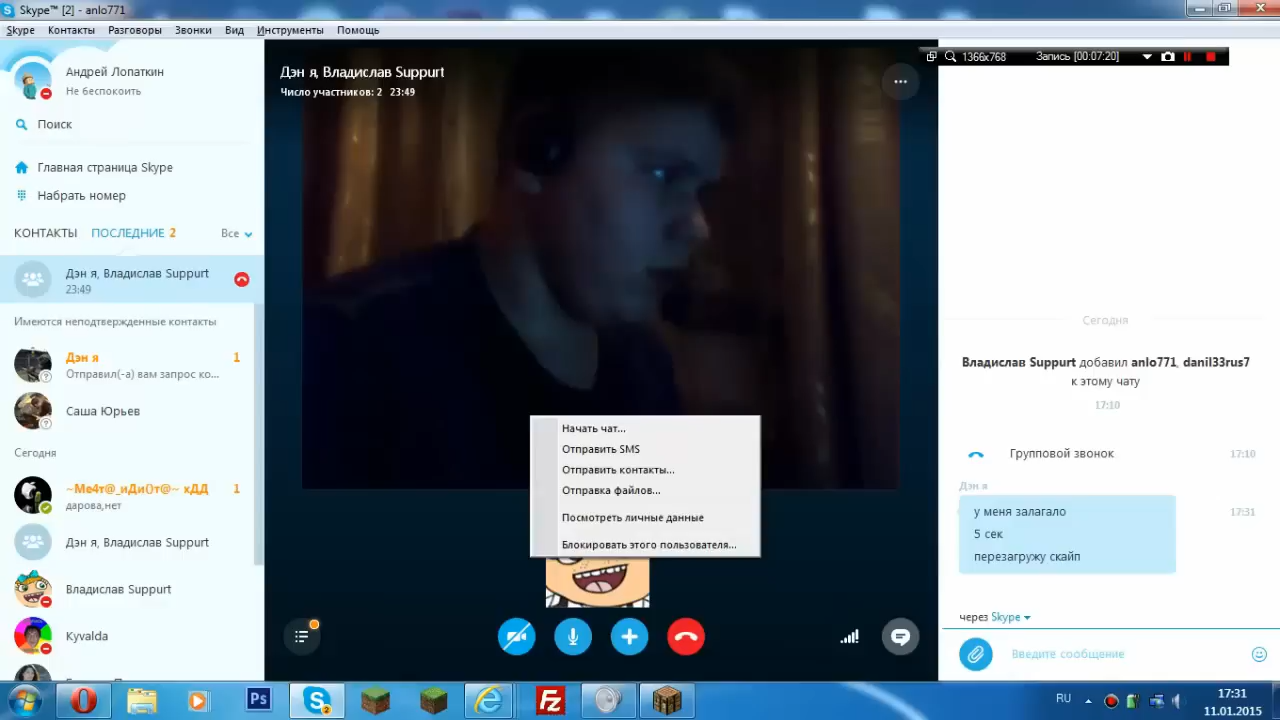 Skype™ [2] - anlo771
Skype Контакты Разговоры Звонки Вид Инструменты Помощь
Андрей Лопаткин
Не беспокоить
Поиск
Главная страница Skype
Набрать номер
КОНТАКТЫ ПОСЛЕДНИЕ 2 Все
Дэн я, Владислав Suppurt
23:49
Имеются неподтвержденные контакты
Дэн я 1
Отправил(-а) вам запрос ко...
Саша Юрьев
Сегодня
~Ме4т@_иДи()т@~ хДД 1
дарова,нет
Дэн я, Владислав Suppurt
Владислав Suppurt
Kyvalda
Дэн я, Владислав Suppurt
Число участников: 2 23:49
Начать чат...
Отправить SMS
Отправить контакты...
Отправка файлов...
Посмотреть личные данные
Блокировать этого пользователя...
1366x768 Запись [00:07:20]
Сегодня
Владислав Suppurt добавил anlo771, danil33rus7
к этому чату
17:10
Групповой звонок 17:10
Дэн я
у меня залагало 17:31
5 сек
перезагружу скайп
через Skype
Введите сообщение
Ps
2
Fz
RU
17:31
11.01.2015